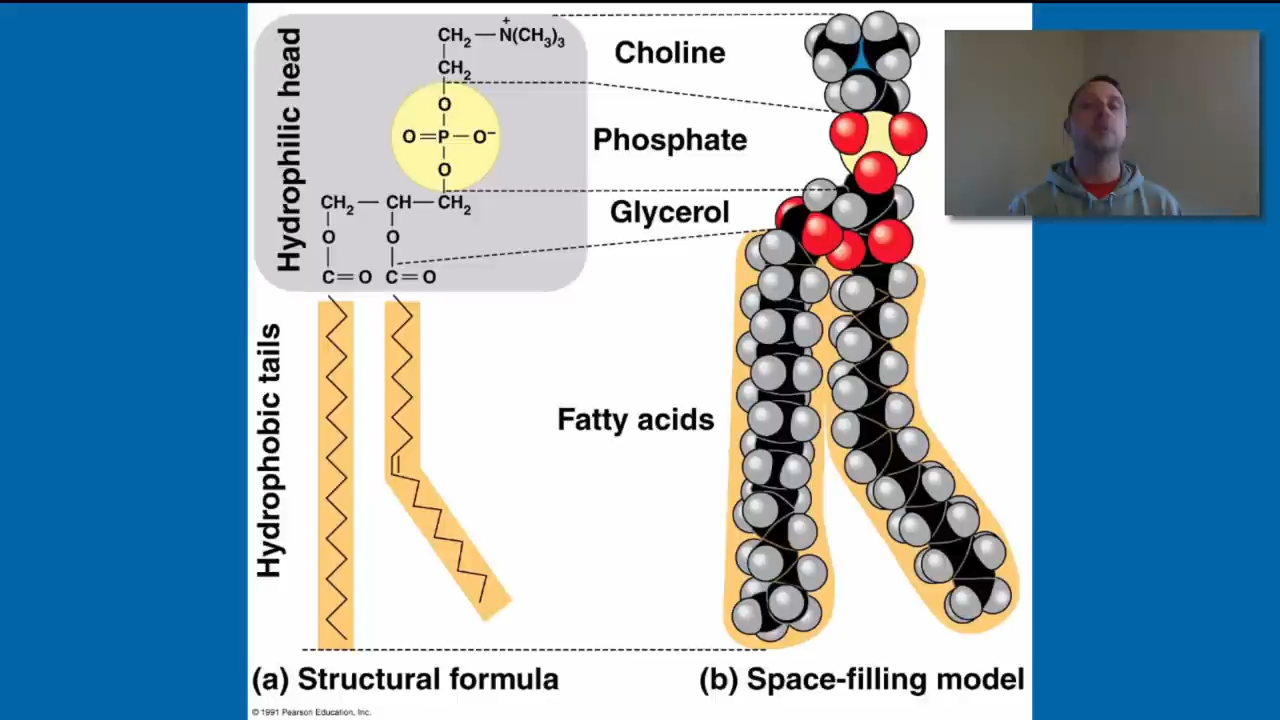 Hydrophilic head
CH₂—N⁺(CH₃)₃
CH₂
O
O=P—O⁻
O
CH₂—CH—CH₂
O O
C=O C=O
Choline
Phosphate
Glycerol
Hydrophobic tails
Fatty acids
(a) Structural formula
(b) Space-filling model
© 1991 Pearson Education, Inc.